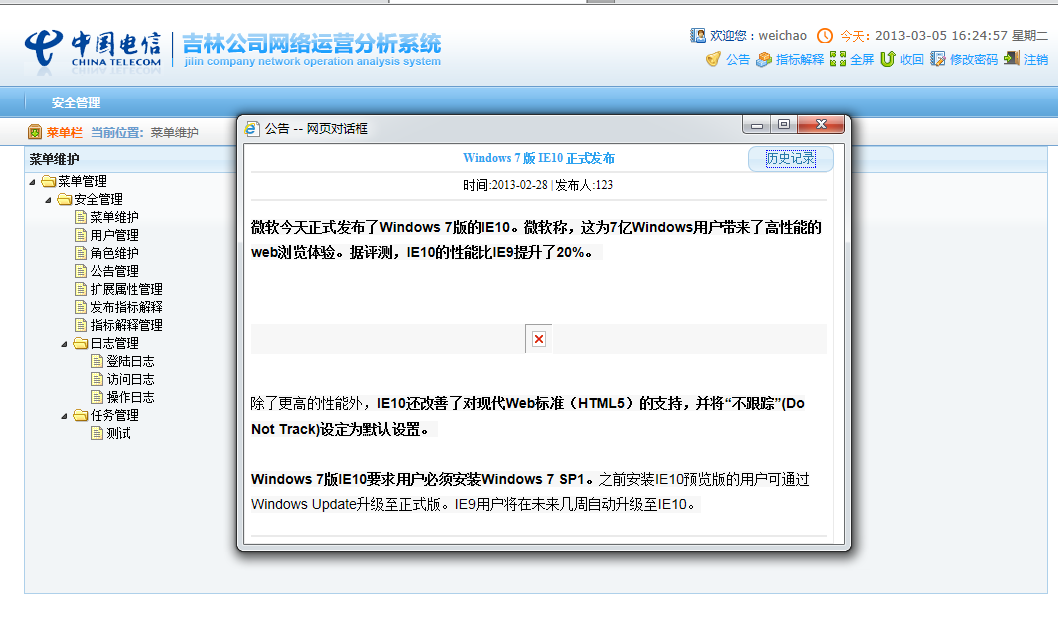 中国电信
CHINA TELECOM
吉林公司网络运营分析系统
jilin company network operation analysis system
欢迎您：weichao 今天：2013-03-05 16:24:57 星期二
公告 指标解释 全屏 收回 修改密码 注销
安全管理
菜单栏 当前位置：菜单维护
菜单维护
菜单管理
安全管理
菜单维护
用户管理
角色维护
公告管理
扩展属性管理
发布指标解释
指标解释管理
日志管理
登陆日志
访问日志
操作日志
任务管理
测试
公告 -- 网页对话框
Windows 7 版 IE10 正式发布
历史记录
时间:2013-02-28 | 发布人:123
微软今天正式发布了Windows 7版的IE10。微软称，这为7亿Windows用户带来了高性能的
web浏览体验。据评测，IE10的性能比IE9提升了20%。
除了更高的性能外，IE10还改善了对现代Web标准（HTML5）的支持，并将“不跟踪”(Do
Not Track)设定为默认设置。
Windows 7版IE10要求用户必须安装Windows 7 SP1。之前安装IE10预览版的用户可通过
Windows Update升级至正式版。IE9用户将在未来几周自动升级至IE10。